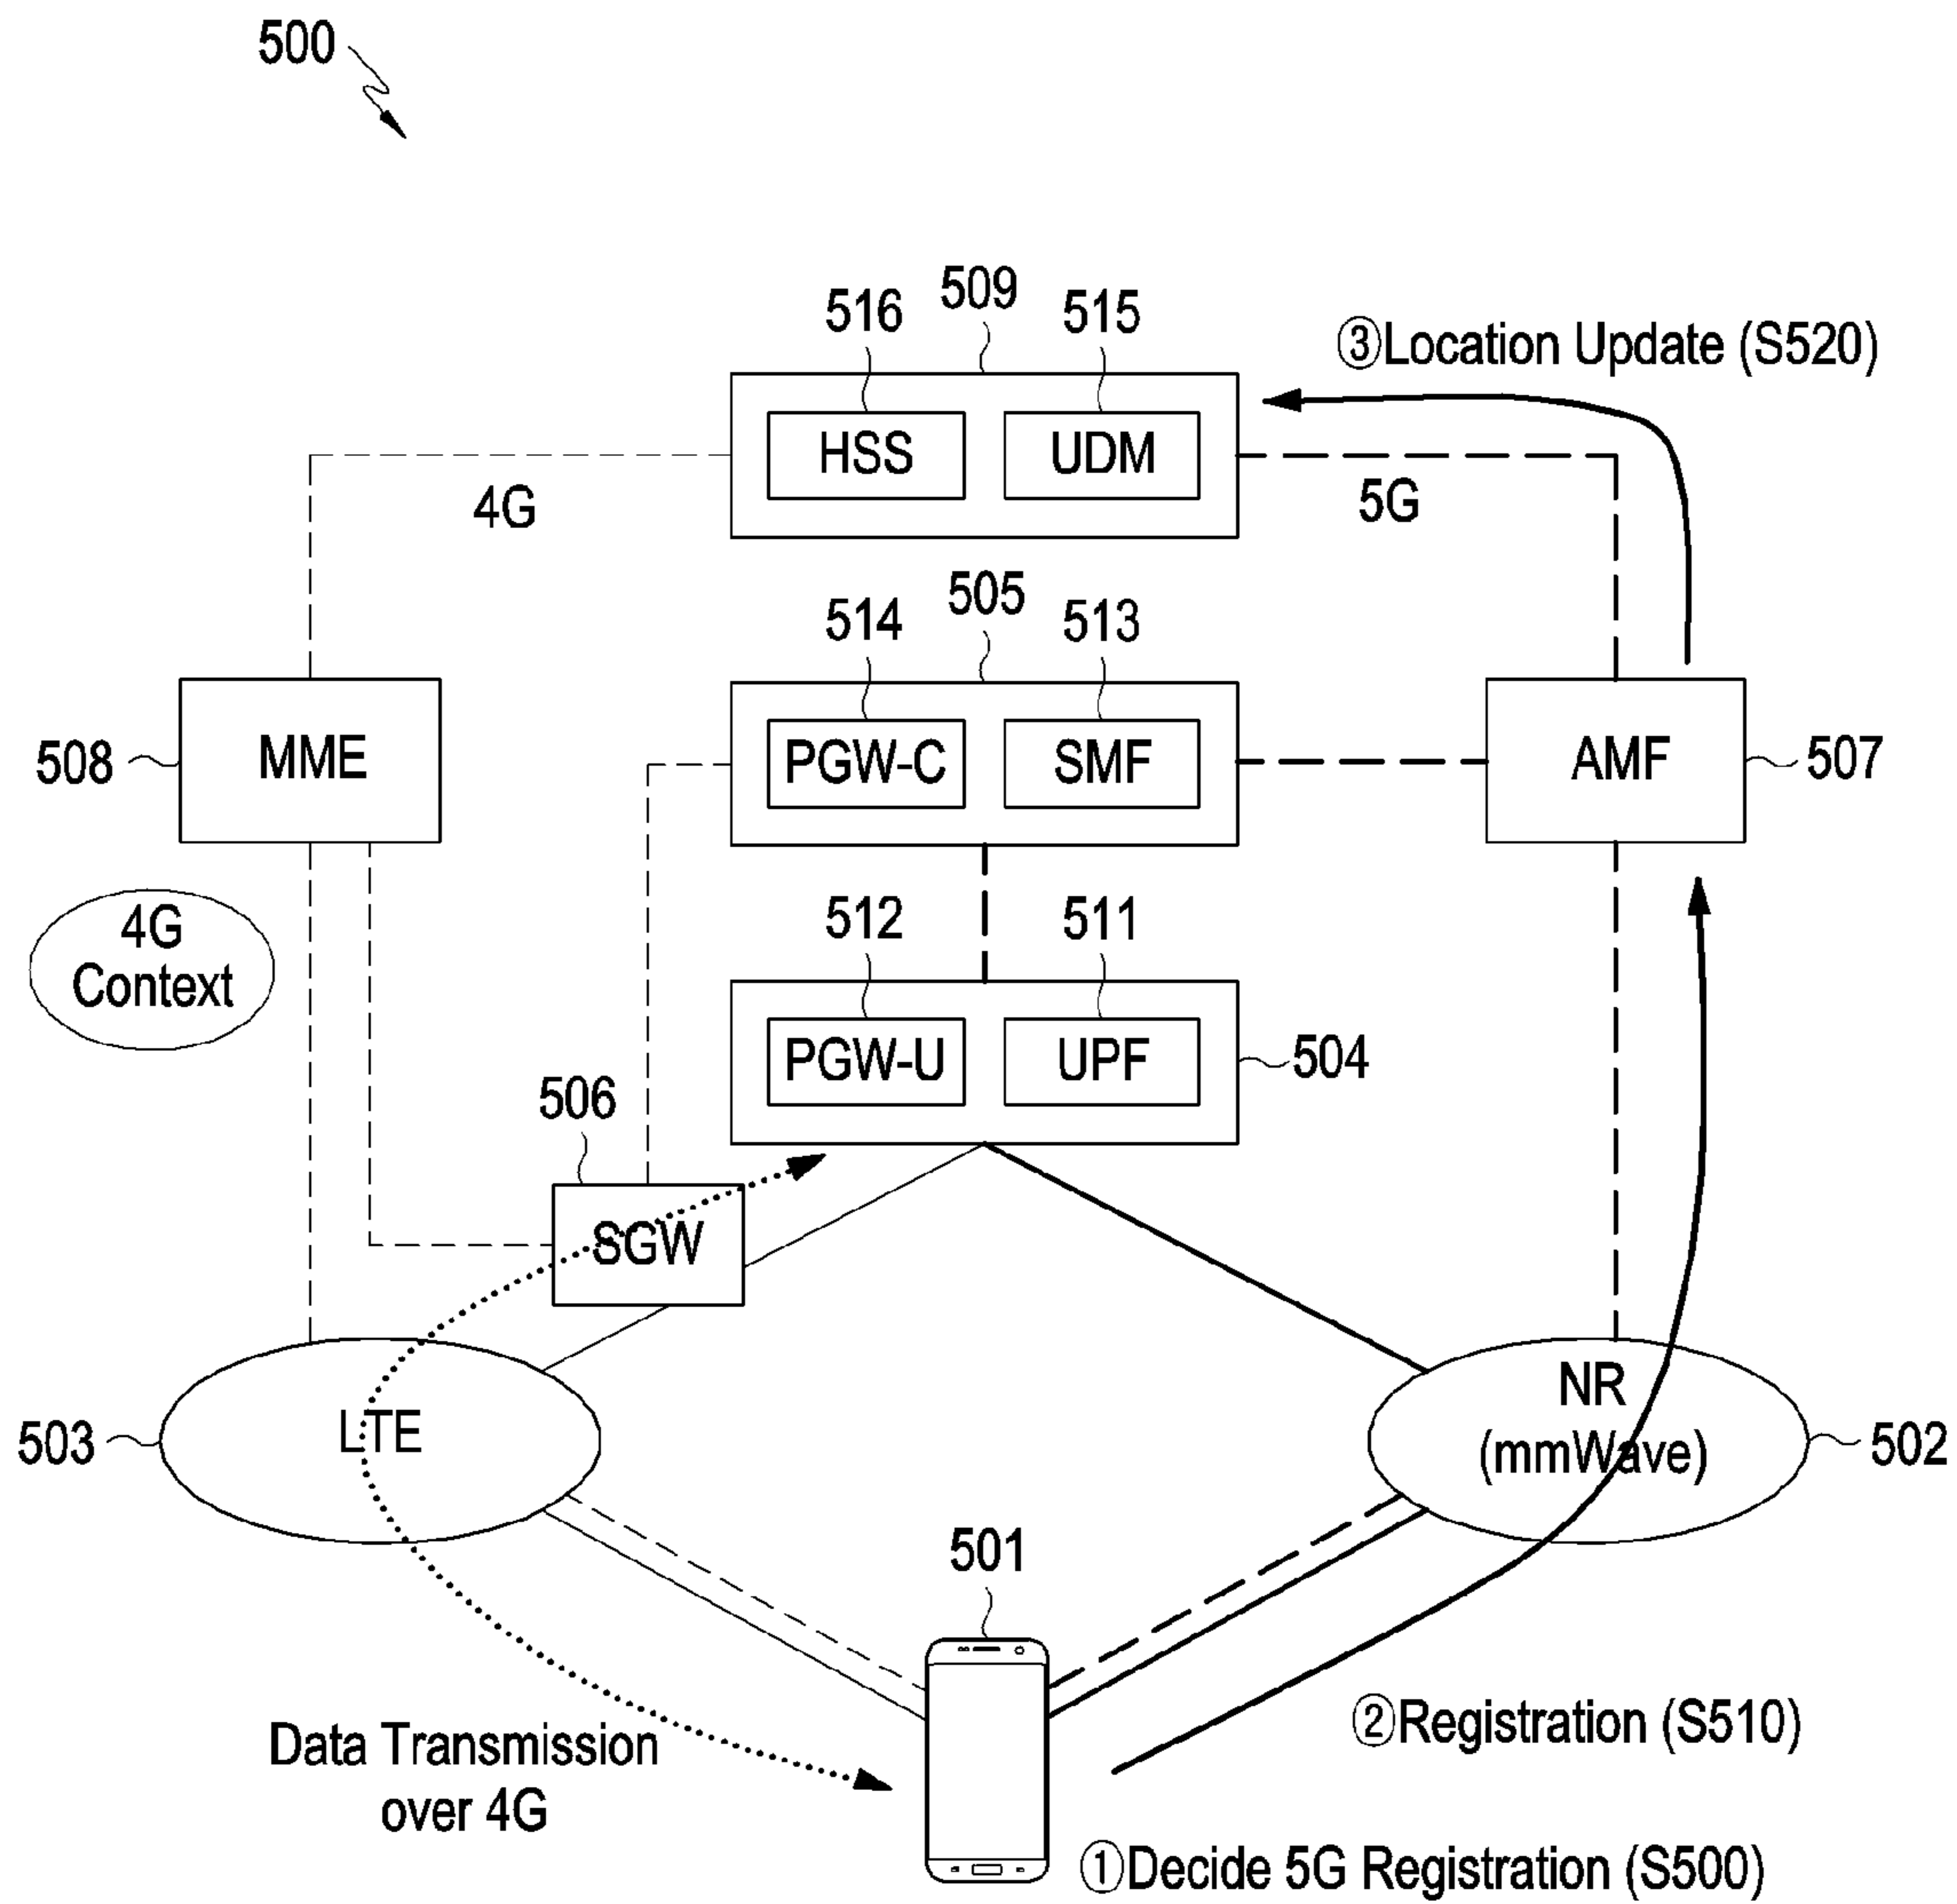 500
509
516
515
③Location Update (S520)
HSS
UDM
4G
5G
505
514
513
508
MME
PGW-C
SMF
AMF
507
4G
Context
512
511
PGW-U
UPF
504
506
SGW
503
LTE
NR
(mmWave)
502
501
Data Transmission
over 4G
②Registration (S510)
①Decide 5G Registration (S500)